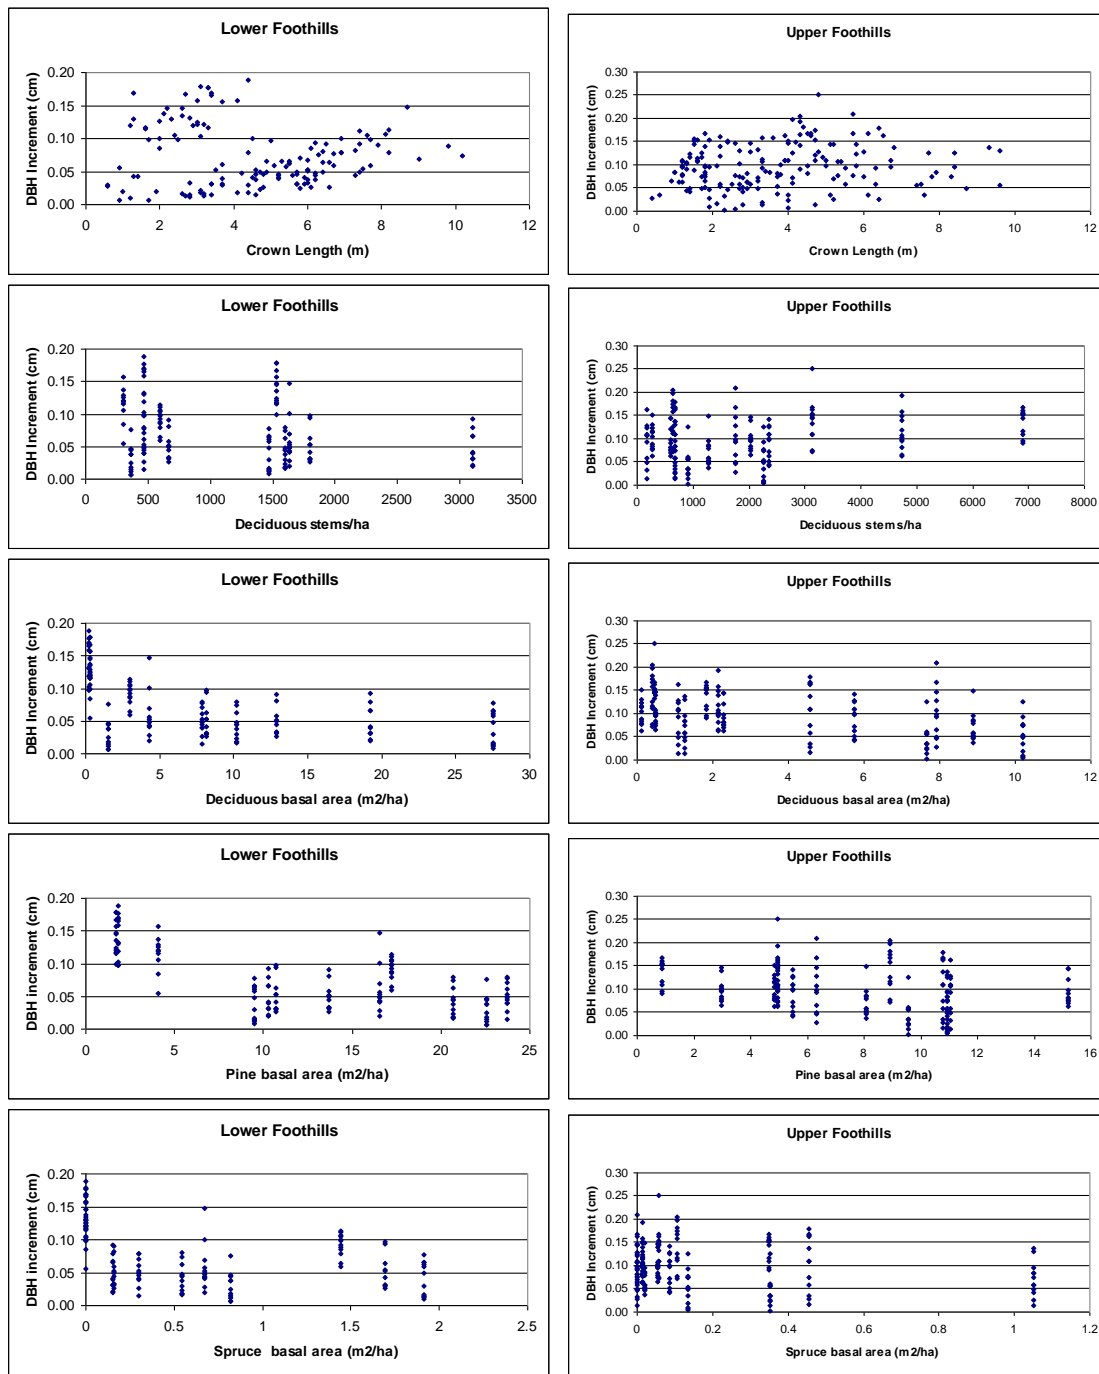 Lower Foothills
DBH Increment (cm)
0.20
0.15
0.10
0.05
0.00
0 2 4 6 8 10 12
Crown Length (m)
Upper Foothills
DBH Increment (cm)
0.30
0.25
0.20
0.15
0.10
0.05
0.00
0 2 4 6 8 10 12
Crown Length (m)
Lower Foothills
DBH Increment (cm)
0.20
0.15
0.10
0.05
0.00
0 500 1000 1500 2000 2500 3000 3500
Deciduous stems/ha
Upper Foothills
DBH Increment (cm)
0.30
0.25
0.20
0.15
0.10
0.05
0.00
0 1000 2000 3000 4000 5000 6000 7000 8000
Deciduous stems/ha
Lower Foothills
DBH Increment (cm)
0.20
0.15
0.10
0.05
0.00
0 5 10 15 20 25 30
Deciduous basal area (m2/ha)
Upper Foothills
DBH Increment (cm)
0.30
0.25
0.20
0.15
0.10
0.05
0.00
0 2 4 6 8 10 12
Deciduous basal area (m2/ha)
Lower Foothills
DBH increment (cm)
0.20
0.15
0.10
0.05
0.00
0 5 10 15 20 25
Pine basal area (m2/ha)
Upper Foothills
DBH Increment (cm)
0.30
0.25
0.20
0.15
0.10
0.05
0.00
0 2 4 6 8 10 12 14 16
Pine basal area (m2/ha)
Lower Foothills
DBH Increment (cm)
0.20
0.15
0.10
0.05
0.00
0 0.5 1 1.5 2 2.5
Spruce basal area (m2/ha)
Upper Foothills
DBH Increment (cm)
0.30
0.25
0.20
0.15
0.10
0.05
0.00
0 0.2 0.4 0.6 0.8 1 1.2
Spruce basal area (m2/ha)